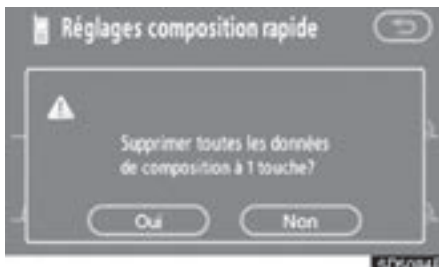 Réglages composition rapide
Supprimer toutes les données
de composition à 1 touche?
Oui Non